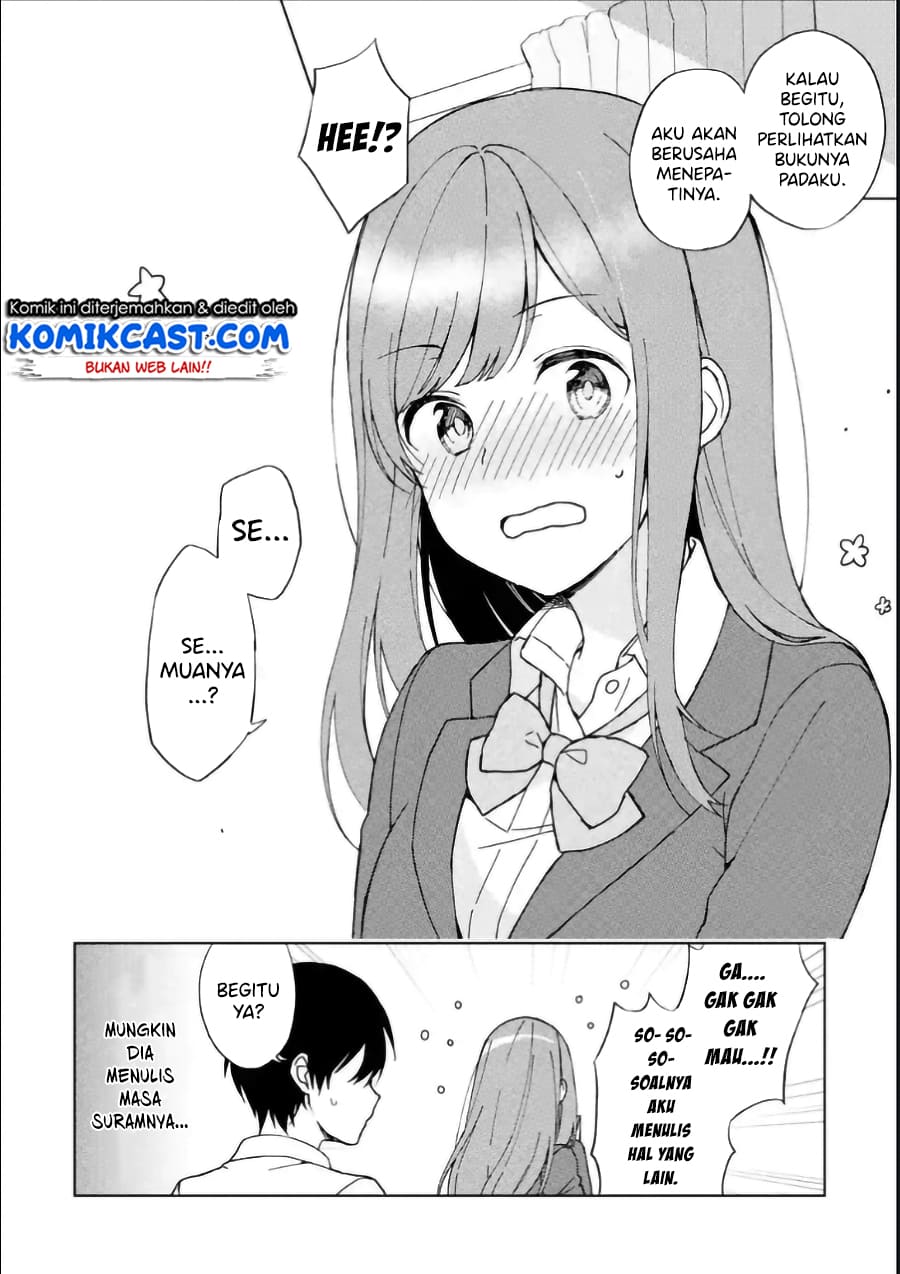 KALAU
BEGITU,
TOLONG
PERLIHATKAN
BUKUNYA
PADAKU.
AKU AKAN
BERUSAHA
MENEPA-
TINYA.
HEE!?
Komik ini diterjemahkan & diedit oleh
KOMIKCAST.COM
BUKAN WEB LAIN!!
SE...
SE...
MUANYA
...?
GA....
GAK GAK
GAK
MAU...!!
SO- SO-
SO-
SOALNYA
AKU
MENULIS
HAL YANG
LAIN.
BEGITU
YA?
MUNGKIN
DIA
MENULIS
MASA
SURAMNYA...